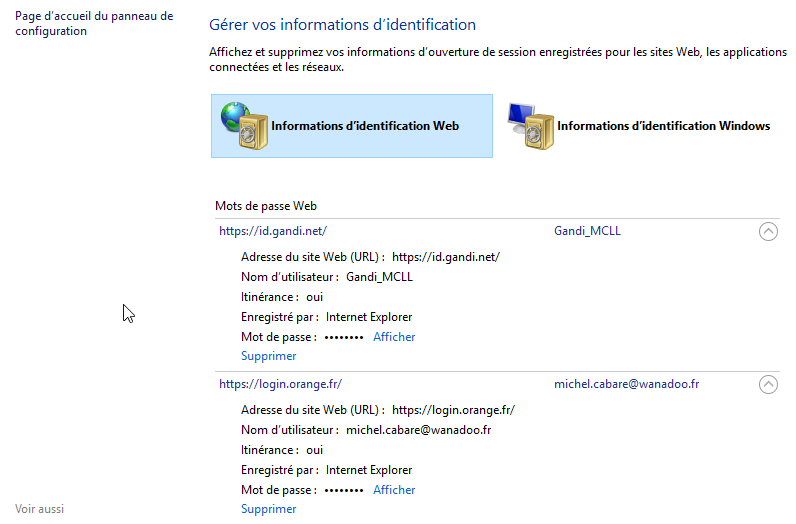 Page d'accueil du panneau de
configuration
Gérer vos informations d'identification
Affichez et supprimez vos informations d'ouverture de session enregistrées pour les sites Web, les applications
connectées et les réseaux.
Informations d'identification Web
Informations d'identification Windows
Mots de passe Web
https://id.gandi.net/ Gandi_MCLL
Adresse du site Web (URL) : https://id.gandi.net/
Nom d'utilisateur : Gandi_MCLL
Itinérance : oui
Enregistré par : Internet Explorer
Mot de passe : •••••••• Afficher
Supprimer
https://login.orange.fr/ michel.cabare@wanadoo.fr
Adresse du site Web (URL) : https://login.orange.fr/
Nom d'utilisateur : michel.cabare@wanadoo.fr
Itinérance : oui
Enregistré par : Internet Explorer
Mot de passe : •••••••• Afficher
Supprimer
Voir aussi